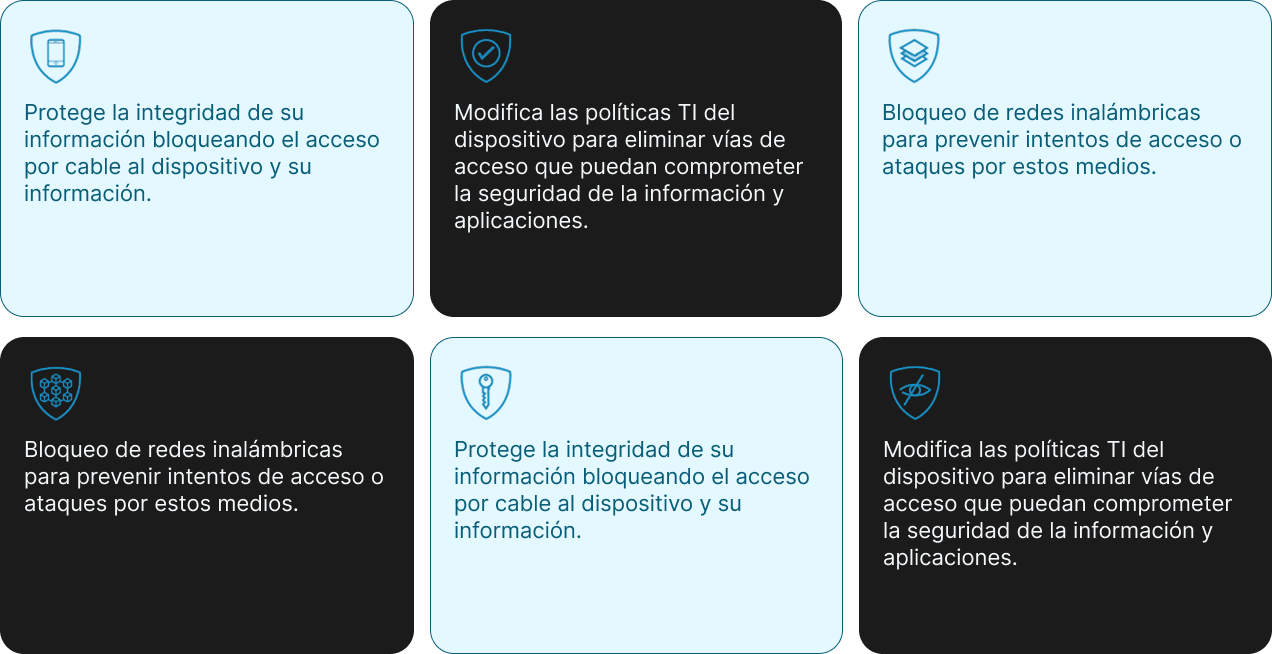 Protege la integridad de su
información bloqueando el acceso
por cable al dispositivo y su
información.
Modifica las políticas TI del
dispositivo para eliminar vías de
acceso que puedan comprometer
la seguridad de la información y
aplicaciones.
Bloqueo de redes inalámbricas
para prevenir intentos de acceso o
ataques por estos medios.
Bloqueo de redes inalámbricas
para prevenir intentos de acceso o
ataques por estos medios.
Protege la integridad de su
información bloqueando el acceso
por cable al dispositivo y su
información.
Modifica las políticas TI del
dispositivo para eliminar vías de
acceso que puedan comprometer
la seguridad de la información y
aplicaciones.